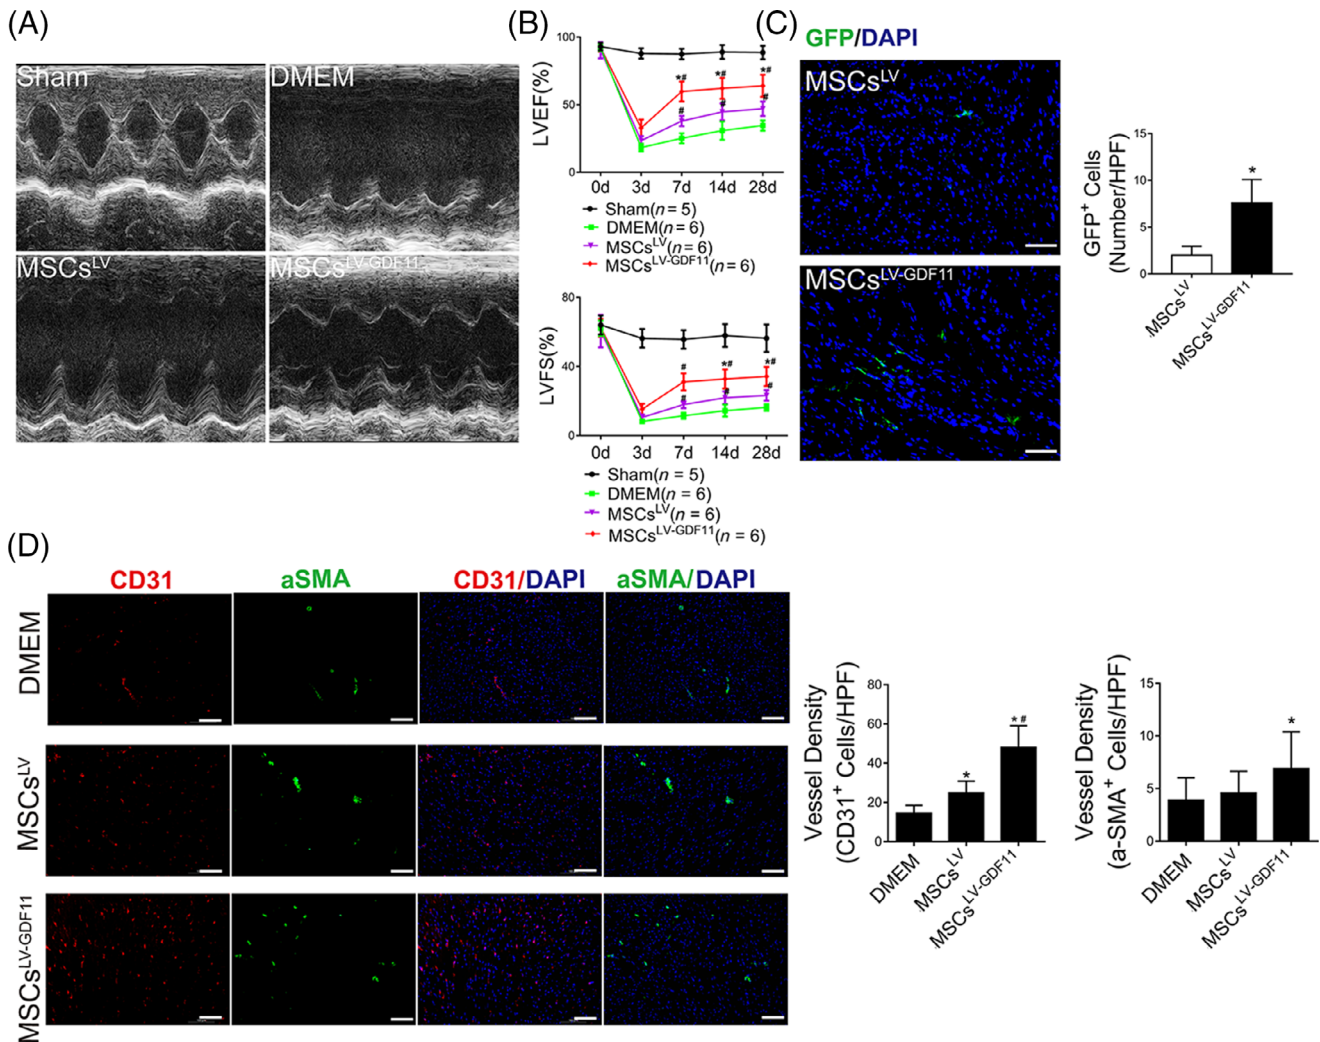 (A)
Sham
DMEM
MSCsLV
MSCsLV-GDF11
(B)
LVEF(%)
100
50
0
0d 3d 7d 14d 28d
*# *# *#
# # #
Sham(n = 5)
DMEM(n = 6)
MSCsLV(n = 6)
MSCsLV-GDF11(n = 6)
LVFS(%)
80
40
0
0d 3d 7d 14d 28d
# *# *#
# # #
Sham(n = 5)
DMEM(n = 6)
MSCsLV(n = 6)
MSCsLV-GDF11(n = 6)
(C)
GFP/DAPI
MSCsLV
MSCsLV-GDF11
GFP+ Cells
(Number/HPF)
15
10
5
0
*
MSCsLV
MSCsLV-GDF11
(D)
CD31 aSMA CD31/DAPI aSMA/DAPI
DMEM
MSCsLV
MSCsLV-GDF11
Vessel Density
(CD31+ Cells/HPF)
80
60
40
20
0
*
*#
DMEM
MSCsLV
MSCsLV-GDF11
Vessel Density
(a-SMA+ Cells/HPF)
15
10
5
0
*
DMEM
MSCsLV
MSCsLV-GDF11